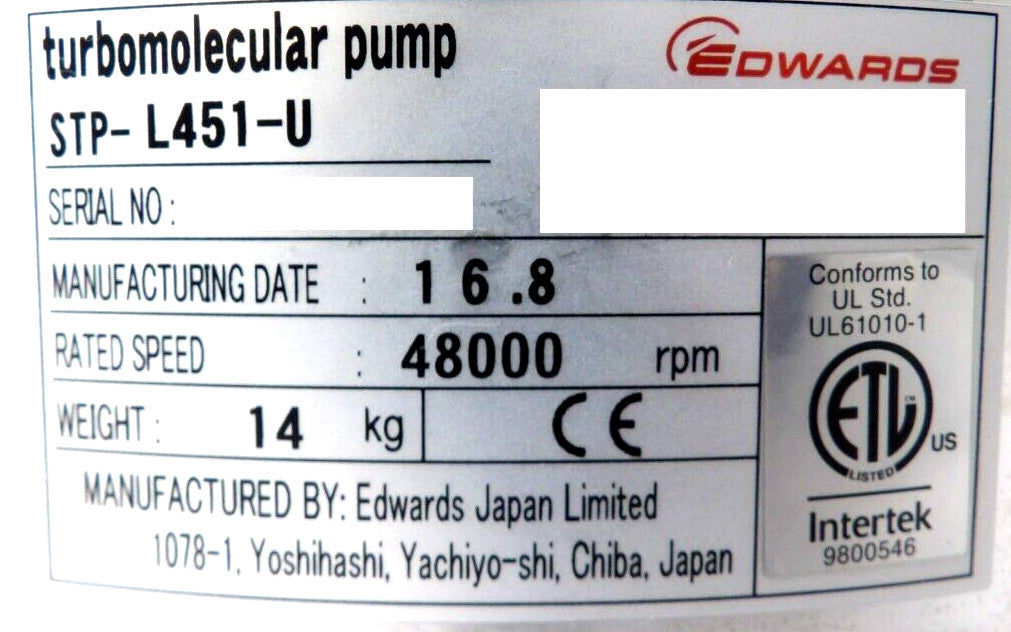 turbomolecular pump
EDWARDS
STP- L451-U
SERIAL NO :
MANUFACTURING DATE : 16.8
RATED SPEED : 48000 rpm
WEIGHT : 14 kg
CE
MANUFACTURED BY: Edwards Japan Limited
1078-1, Yoshihashi, Yachiyo-shi, Chiba, Japan
Conforms to
UL Std.
UL61010-1
ETL
CM
US
LISTED
Intertek
9800546